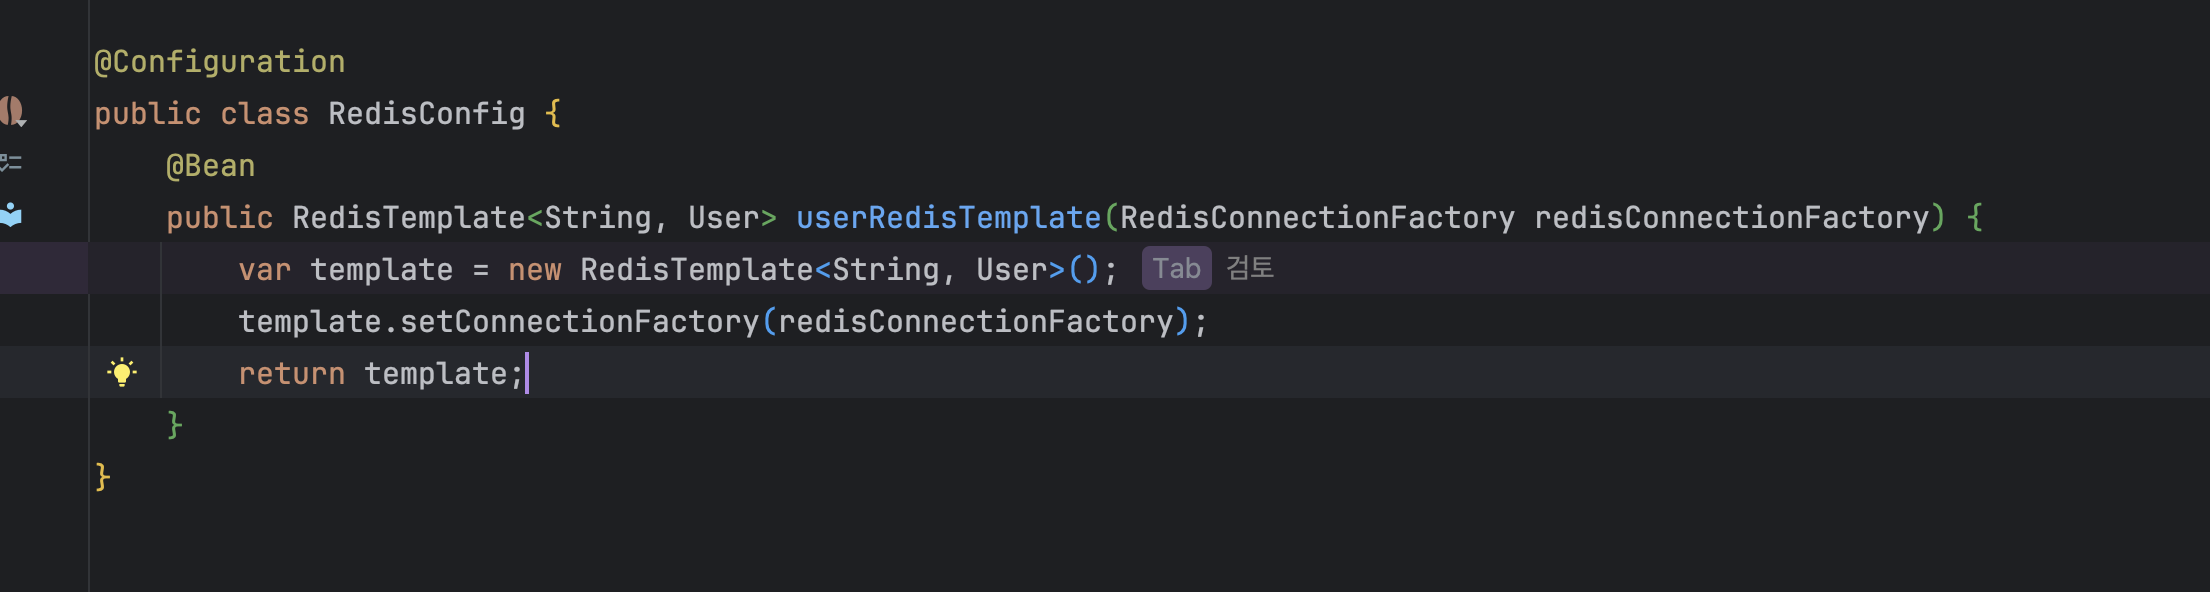 @Configuration
public class RedisConfig {
    @Bean
    public RedisTemplate<String, User> userRedisTemplate(RedisConnectionFactory redisConnectionFactory) {
        var template = new RedisTemplate<String, User>(); Tab 검토
        template.setConnectionFactory(redisConnectionFactory);
        return template;
    }
}